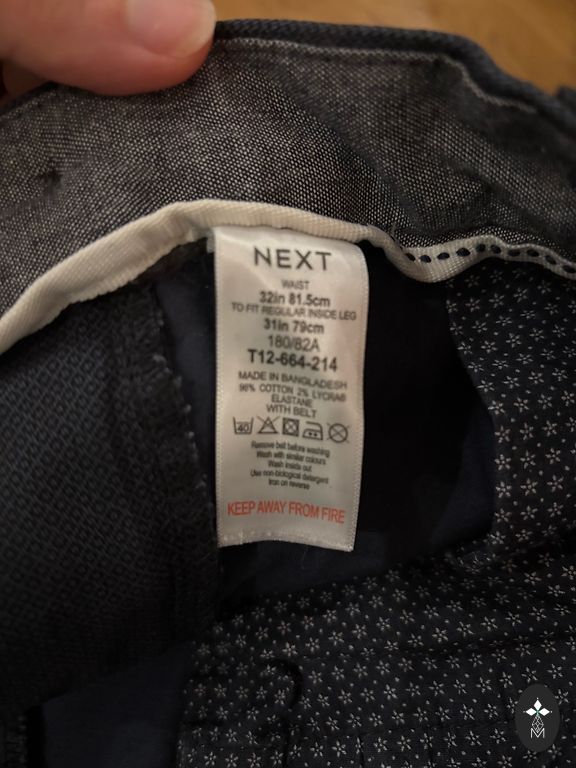 NEXT
WAIST
32in 81.5cm
TO FIT REGULAR INSIDE LEG
31in 79cm
180/82A
T12-664-214
MADE IN BANGLADESH
98% COTTON 2% LYCRA®
ELASTANE
WITH BELT
40
Remove belt before washing
Wash with similar colours
Wash inside out
Use non-biological detergent
Iron on reverse
KEEP AWAY FROM FIRE
M